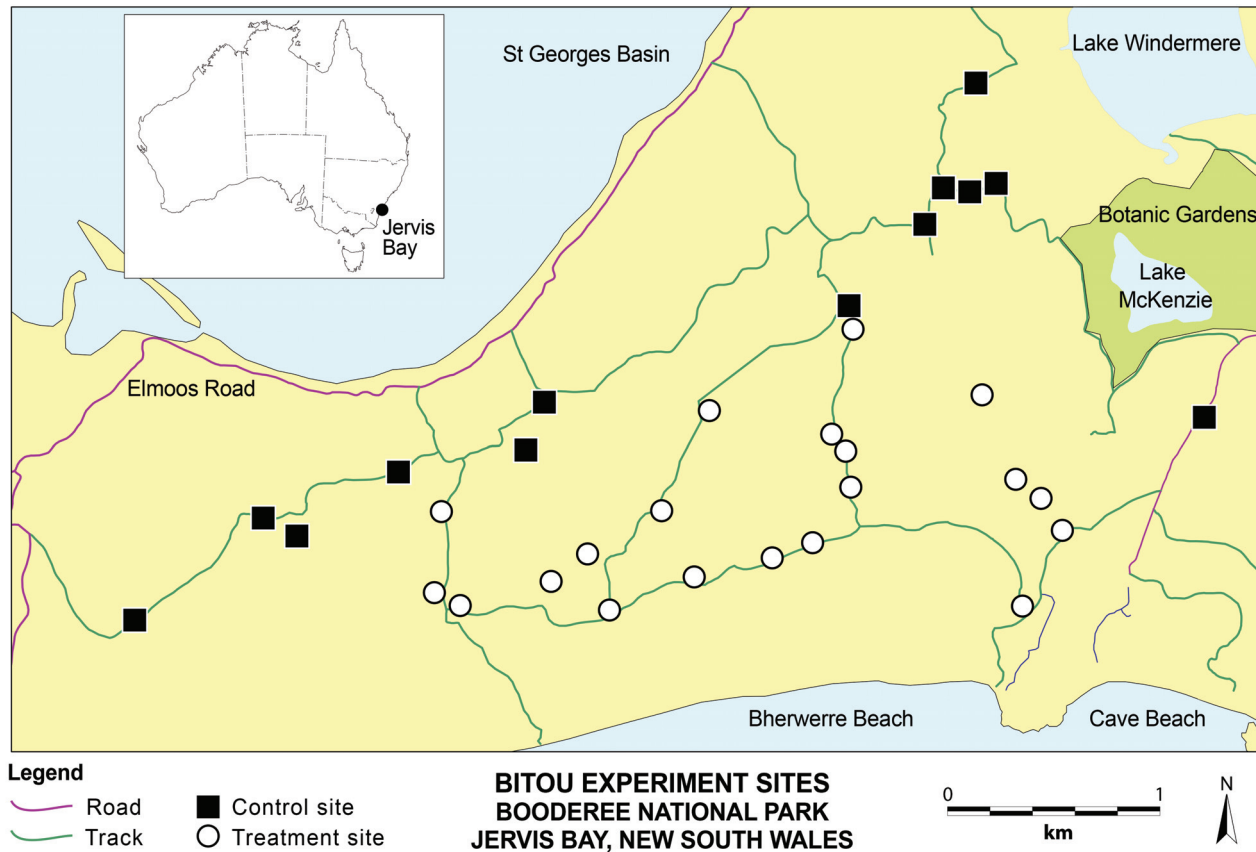 St Georges Basin
Lake Windermere
Jervis
Bay
Botanic Gardens
Lake
McKenzie
Elmoos Road
Bherwerre Beach
Cave Beach
Legend
Road
Control site
Track
Treatment site
BITOU EXPERIMENT SITES
BOODEREE NATIONAL PARK
JERVIS BAY, NEW SOUTH WALES
0 1
km
N